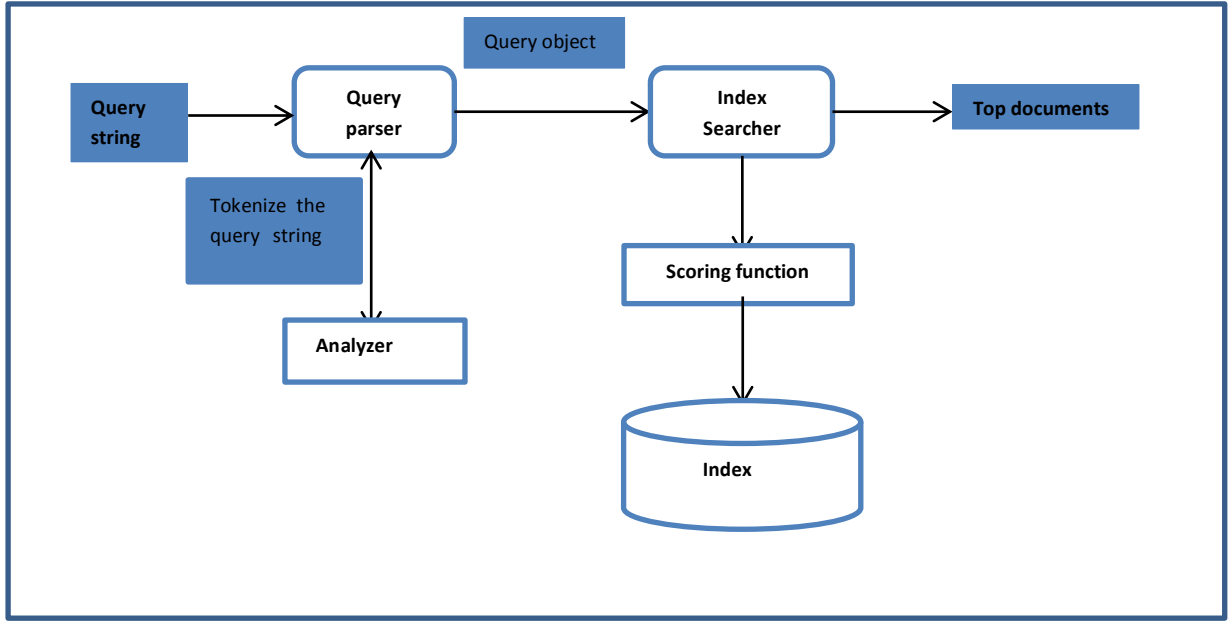 Query object
Query
string
Query
parser
Index
Searcher
Top documents
Tokenize the
query string
Scoring function
Analyzer
Index